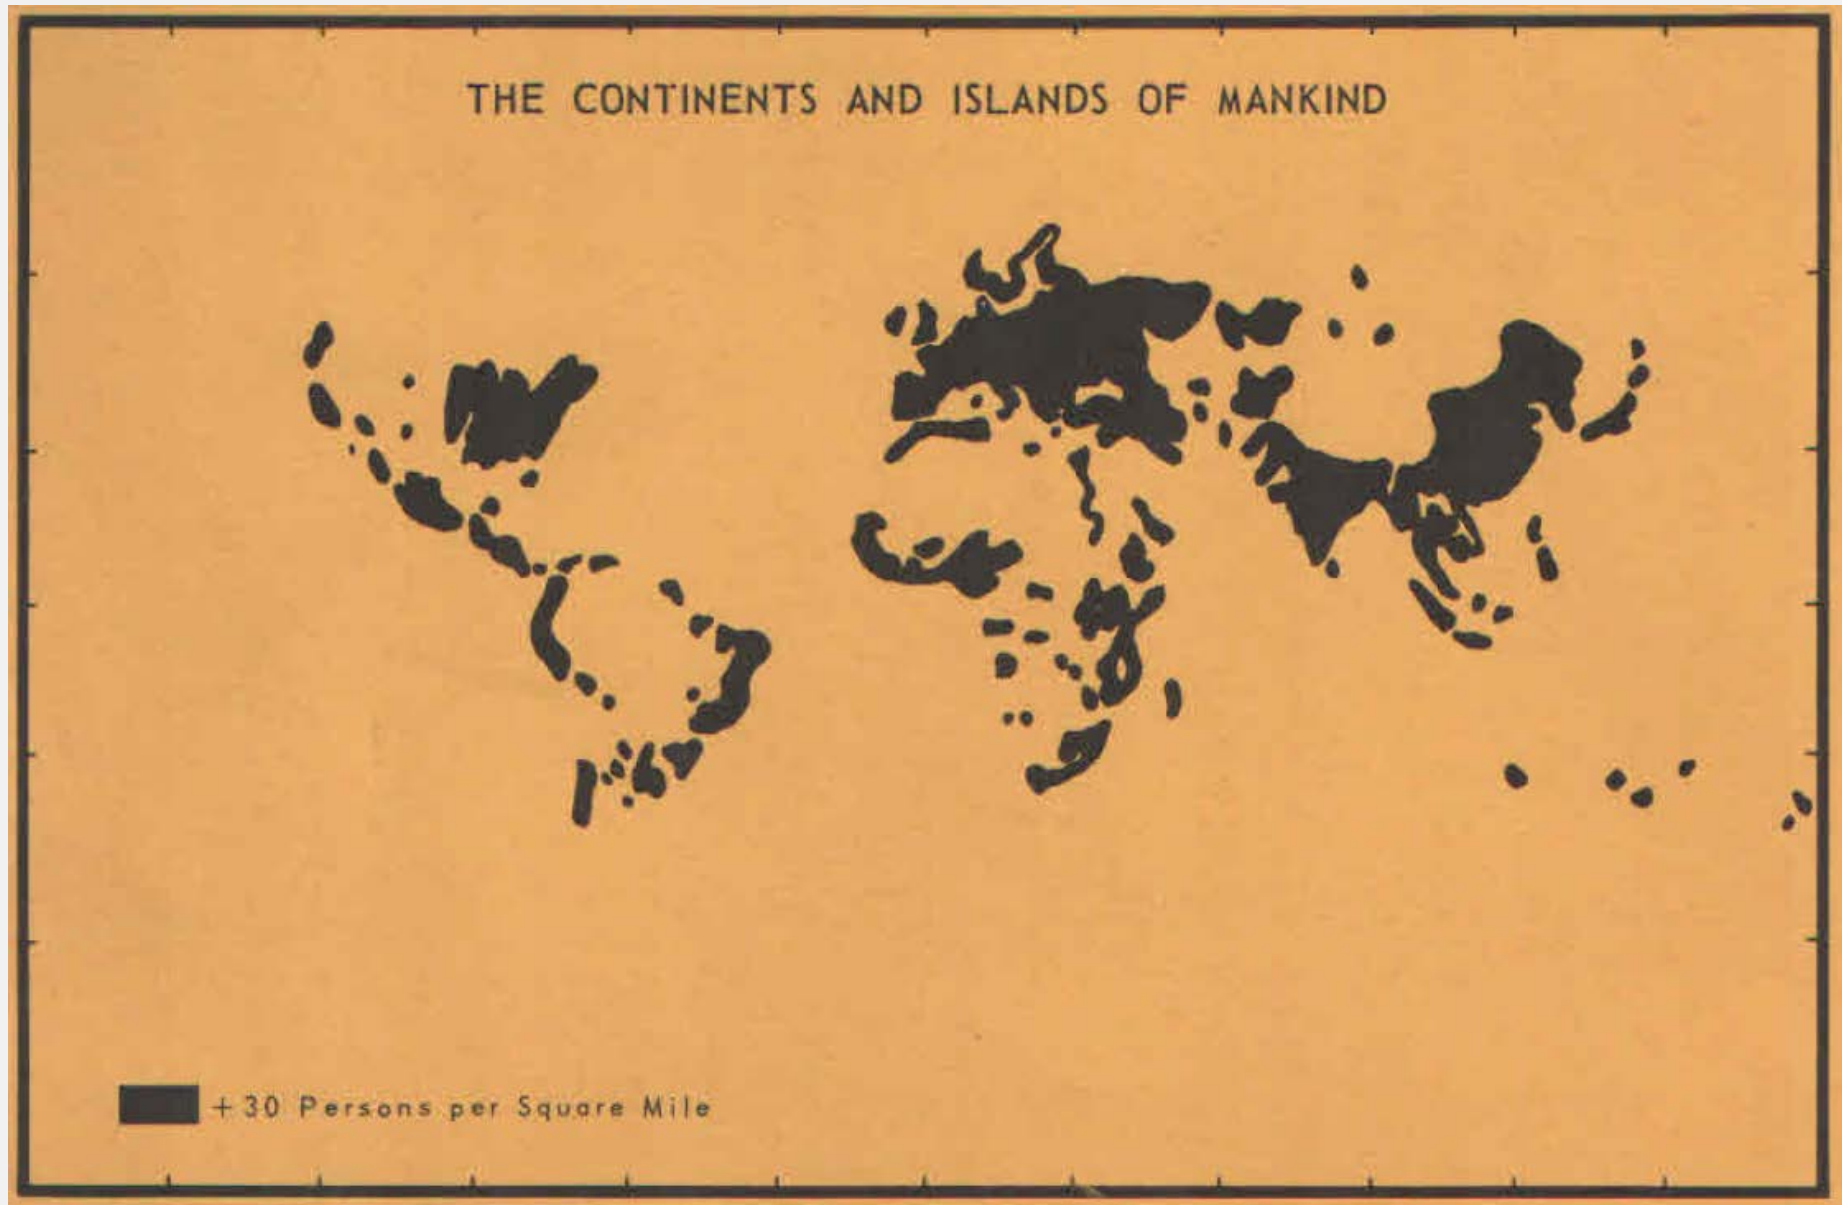 THE CONTINENTS AND ISLANDS OF MANKIND
+30 Persons per Square Mile